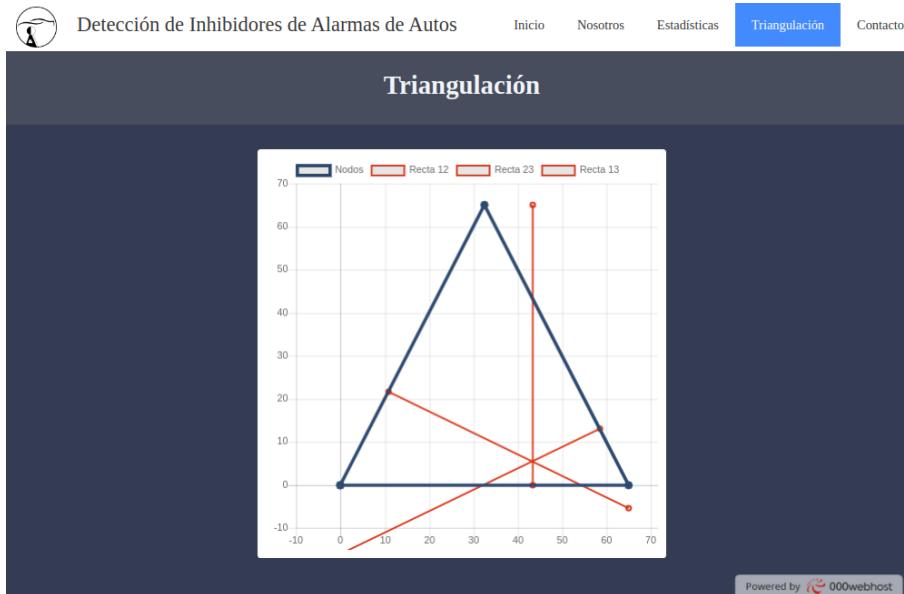 Detección de Inhibidores de Alarmas de Autos Inicio Nosotros Estadísticas Triangulación Contacto
Triangulación
Nodos Recta 12 Recta 23 Recta 13
70
60
50
40
30
20
10
0
-10
-10 0 10 20 30 40 50 60 70
Powered by 000webhost